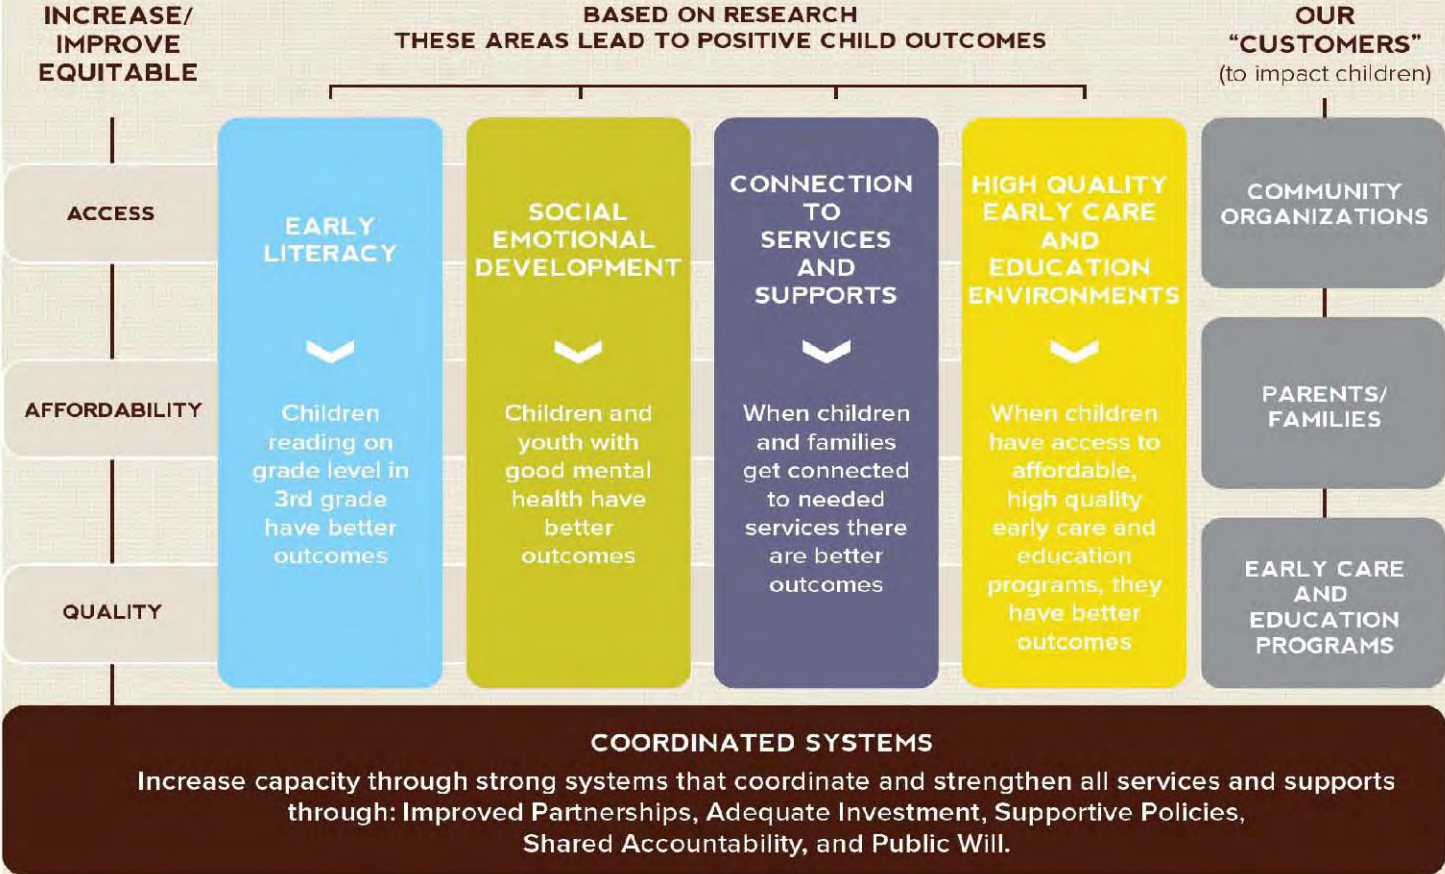 INCREASE/
IMPROVE
EQUITABLE
ACCESS
AFFORDABILITY
QUALITY
BASED ON RESEARCH
THESE AREAS LEAD TO POSITIVE CHILD OUTCOMES
EARLY
LITERACY
Children
reading on
grade level in
3rd grade
have better
outcomes
SOCIAL
EMOTIONAL
DEVELOPMENT
Children and
youth with
good mental
health have
better
outcomes
CONNECTION
TO
SERVICES
AND
SUPPORTS
When children
and families
get connected
to needed
services there
are better
outcomes
HIGH QUALITY
EARLY CARE
AND
EDUCATION
ENVIRONMENTS
When children
have access to
affordable,
high quality
early care and
education
programs, they
have better
outcomes
OUR
“CUSTOMERS”
(to impact children)
COMMUNITY
ORGANIZATIONS
PARENTS/
FAMILIES
EARLY CARE
AND
EDUCATION
PROGRAMS
COORDINATED SYSTEMS
Increase capacity through strong systems that coordinate and strengthen all services and supports
through: Improved Partnerships, Adequate Investment, Supportive Policies,
Shared Accountability, and Public Will.